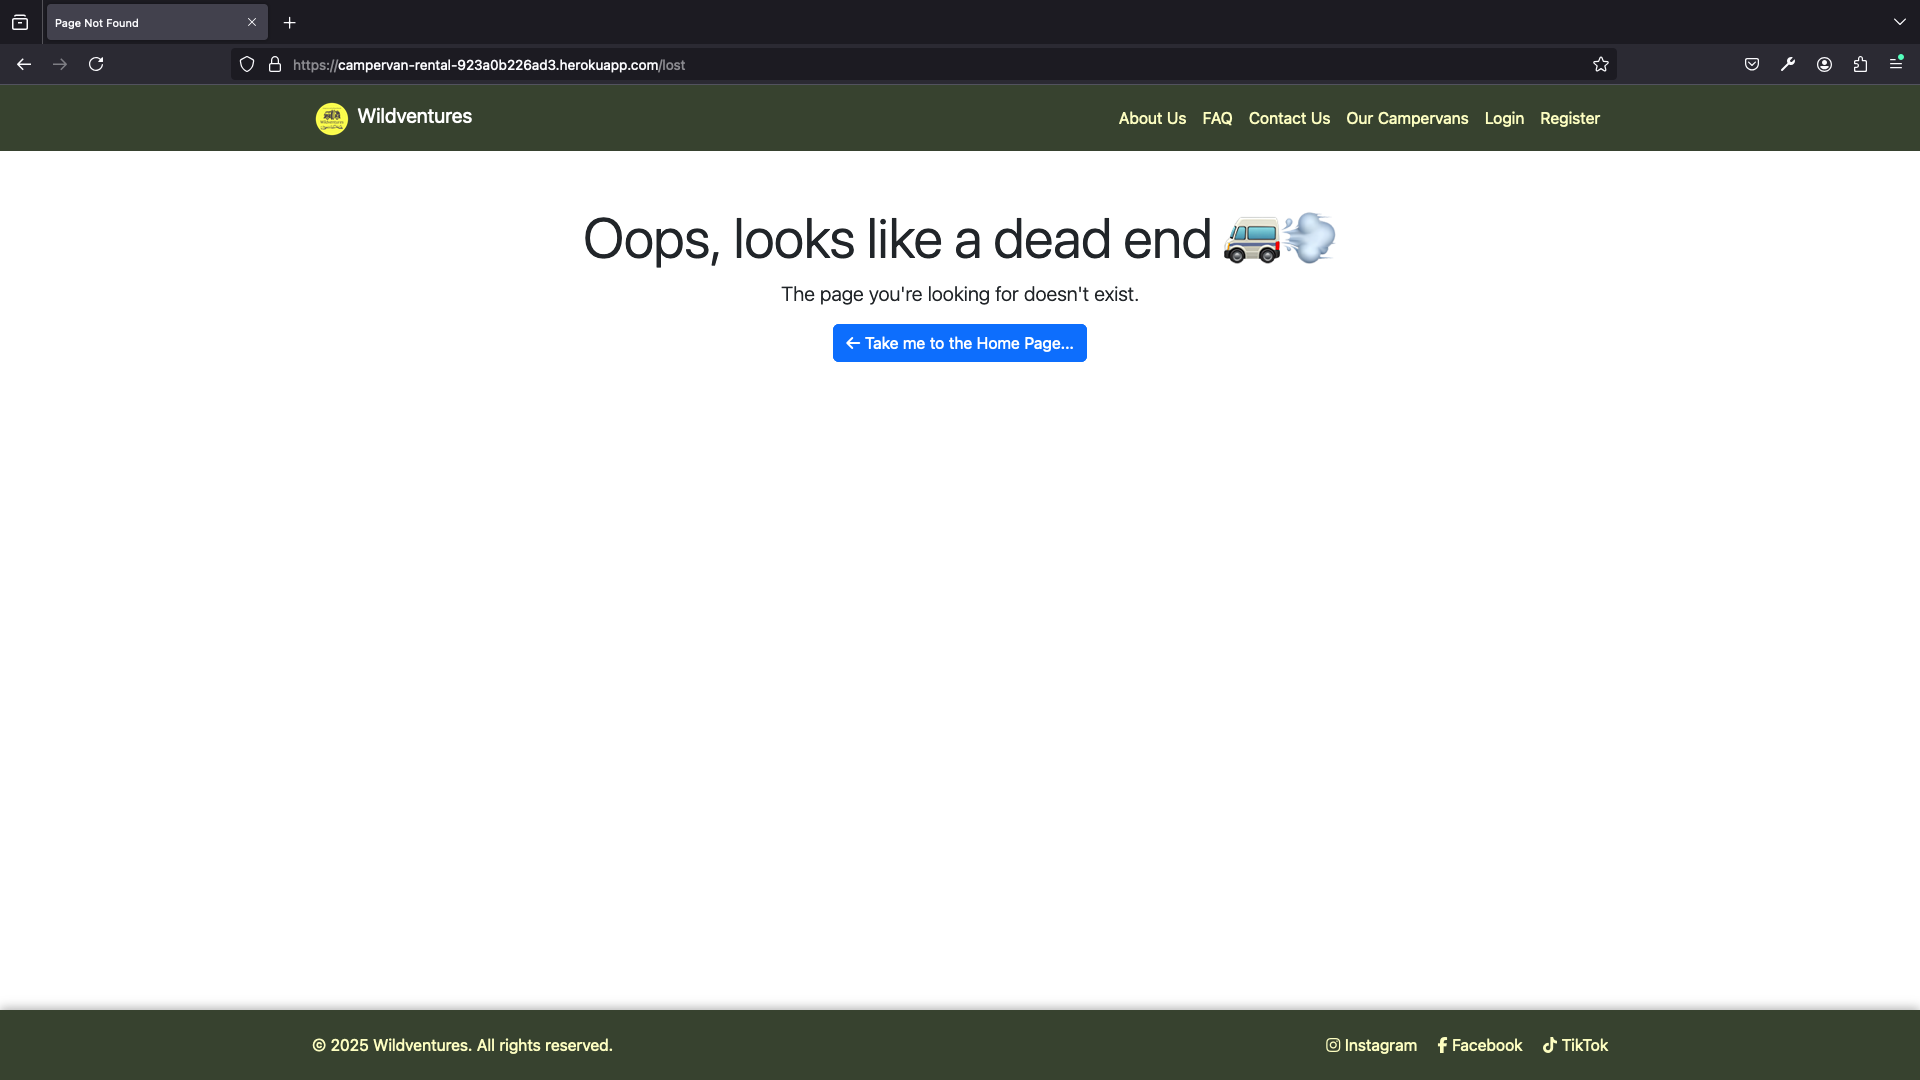 Page Not Found
https://campervan-rental-923a0b226ad3.herokuapp.com/lost
Wildventures
About Us FAQ Contact Us Our Campervans Login Register
Oops, looks like a dead end 🚐💨
The page you're looking for doesn't exist.
← Take me to the Home Page...
© 2025 Wildventures. All rights reserved.
Instagram Facebook TikTok